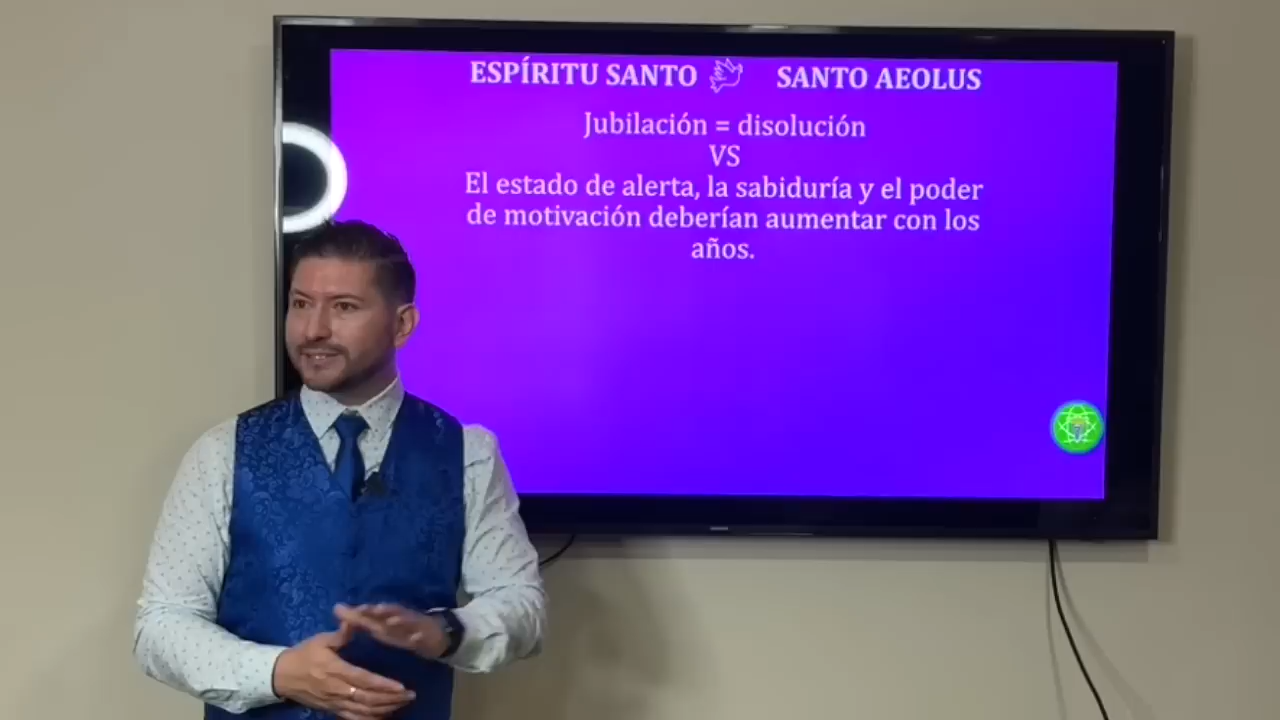 ESPÍRITU SANTO SANTO AEOLUS
Jubilación = disolución
VS
El estado de alerta, la sabiduría y el poder
de motivación deberían aumentar con los
años.